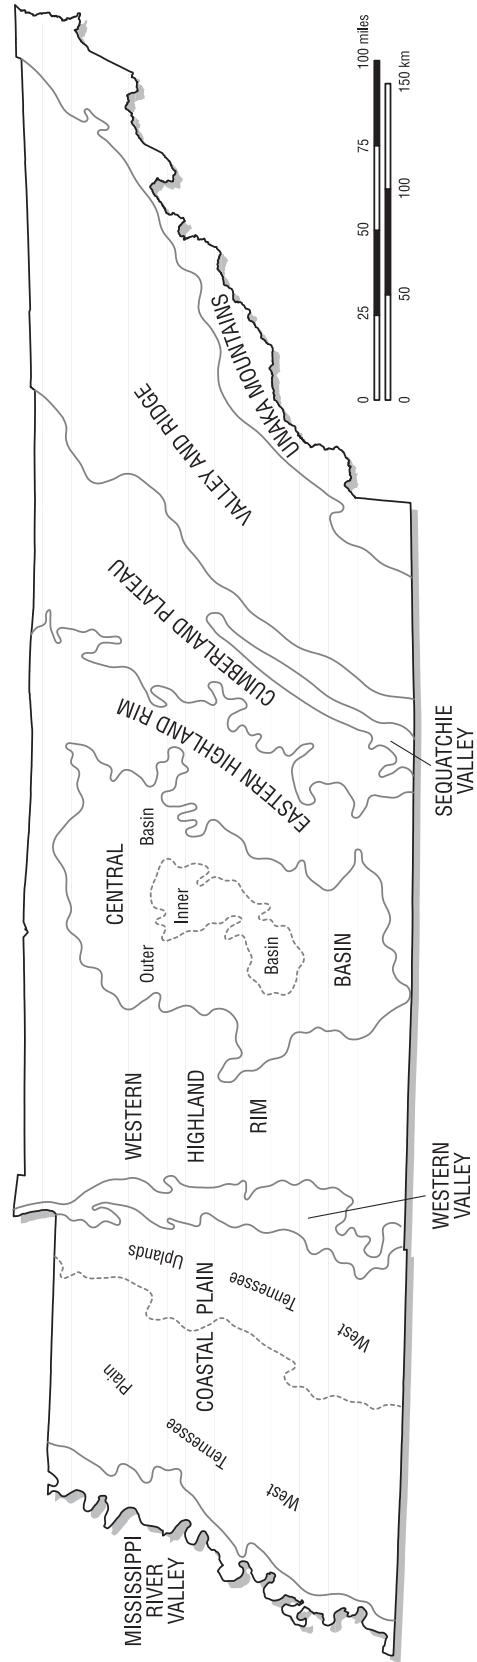 MISSISSIPPI
RIVER
VALLEY
West
Tennessee
Plain
COASTAL PLAIN
West
Tennessee
Uplands
WESTERN
VALLEY
WESTERN
HIGHLAND
RIM
CENTRAL
BASIN
Outer
Basin
Inner
Basin
EASTERN HIGHLAND RIM
SEQUATCHIE
VALLEY
CUMBERLAND PLATEAU
VALLEY AND RIDGE
UNAKA MOUNTAINS
0 25 50 75 100 miles
0 50 100 150 km